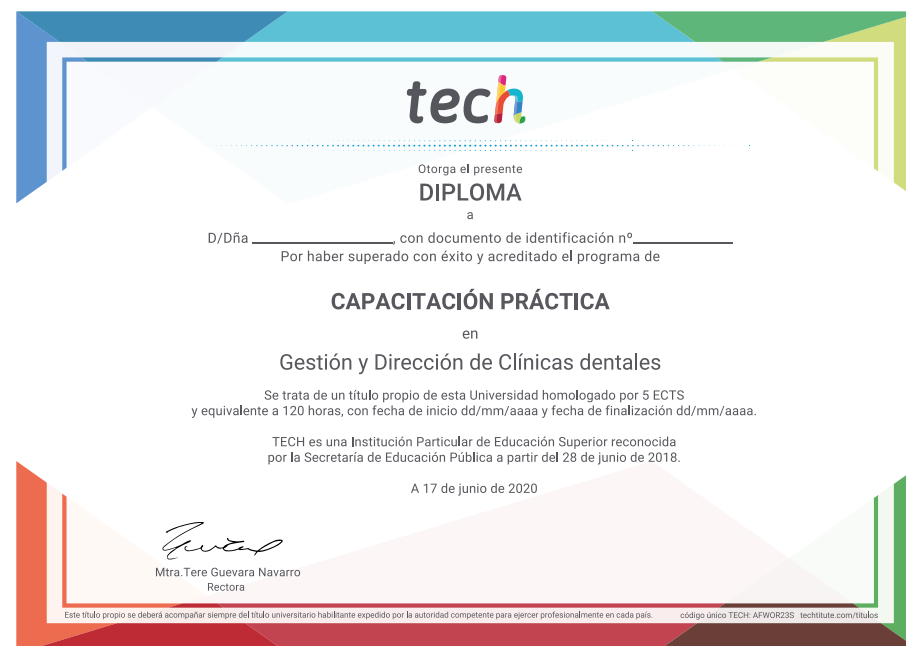 tech
Otorga el presente
DIPLOMA
a
D/Dña ____________________, con documento de identificación nº______________
Por haber superado con éxito y acreditado el programa de
CAPACITACIÓN PRÁCTICA
en
Gestión y Dirección de Clínicas dentales
Se trata de un título propio de esta Universidad homologado por 5 ECTS
y equivalente a 120 horas, con fecha de inicio dd/mm/aaaa y fecha de finalización dd/mm/aaaa.
TECH es una Institución Particular de Educación Superior reconocida
por la Secretaría de Educación Pública a partir del 28 de junio de 2018.
A 17 de junio de 2020
Mtra.Tere Guevara Navarro
Rectora
Este título propio se deberá acompañar siempre del título universitario habilitante expedido por la autoridad competente para ejercer profesionalmente en cada país. código único TECH: AFWOR23S techtitute.com/titulos